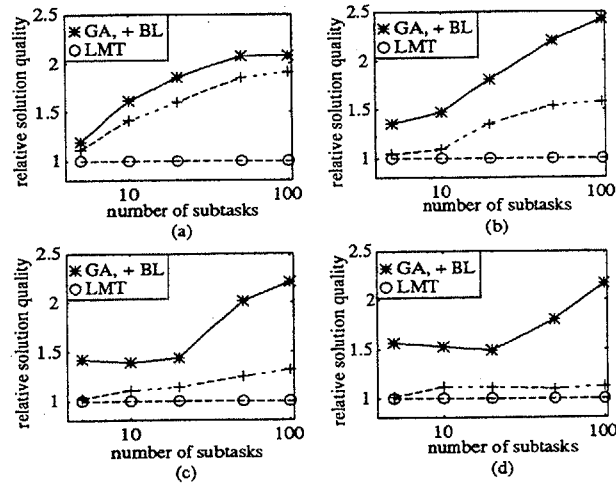 relative solution quality
2.5
2
1.5
1
GA, + BL
LMT
10
100
number of subtasks
(a)
relative solution quality
2.5
2
1.5
1
GA, + BL
LMT
10
100
number of subtasks
(b)
relative solution quality
2.5
2
1.5
1
GA, + BL
LMT
10
100
number of subtasks
(c)
relative solution quality
2.5
2
1.5
1
GA, + BL
LMT
10
100
number of subtasks
(d)